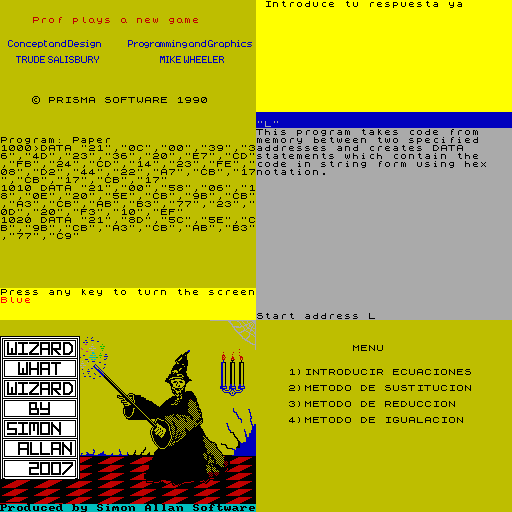 Prof plays a new game
Concept and Design
Programming and Graphics
TRUDE SALISBURY
MIKE WHEELER
© PRISMA SOFTWARE 1990
Program: Paper
1000>DATA "21","0C","00","39","3
6","4D","23","36","20","E7","CD"
,"FB","24","CD","14","23","FE","
08","D2","44","22","A7","CB","17
","CB","17","CB","17"
1010 DATA "21","00","58","06","1
8","0E","20","5E","CB","9B","CB"
,"A3","CB","AB","B3","77","23","
0D","20","F3","10","EF"
1020 DATA "21","8D","5C","5E","C
B","9B","CB","A3","CB","AB","B3"
,"77","C9"
Press any key to turn the screen
Blue
Introduce tu respuesta ya
"L"
This program takes code from
memory between two specified
addresses and creates DATA
statements which contain the
code in string form using hex
notation.
Start address L
WIZARD
WHAT
WIZARD
BY
SIMON
ALLAN
2007
Produced by Simon Allan Software
MENU
1) INTRODUCIR ECUACIONES
2) METODO DE SUSTITUCION
3) METODO DE REDUCCION
4) METODO DE IGUALACION